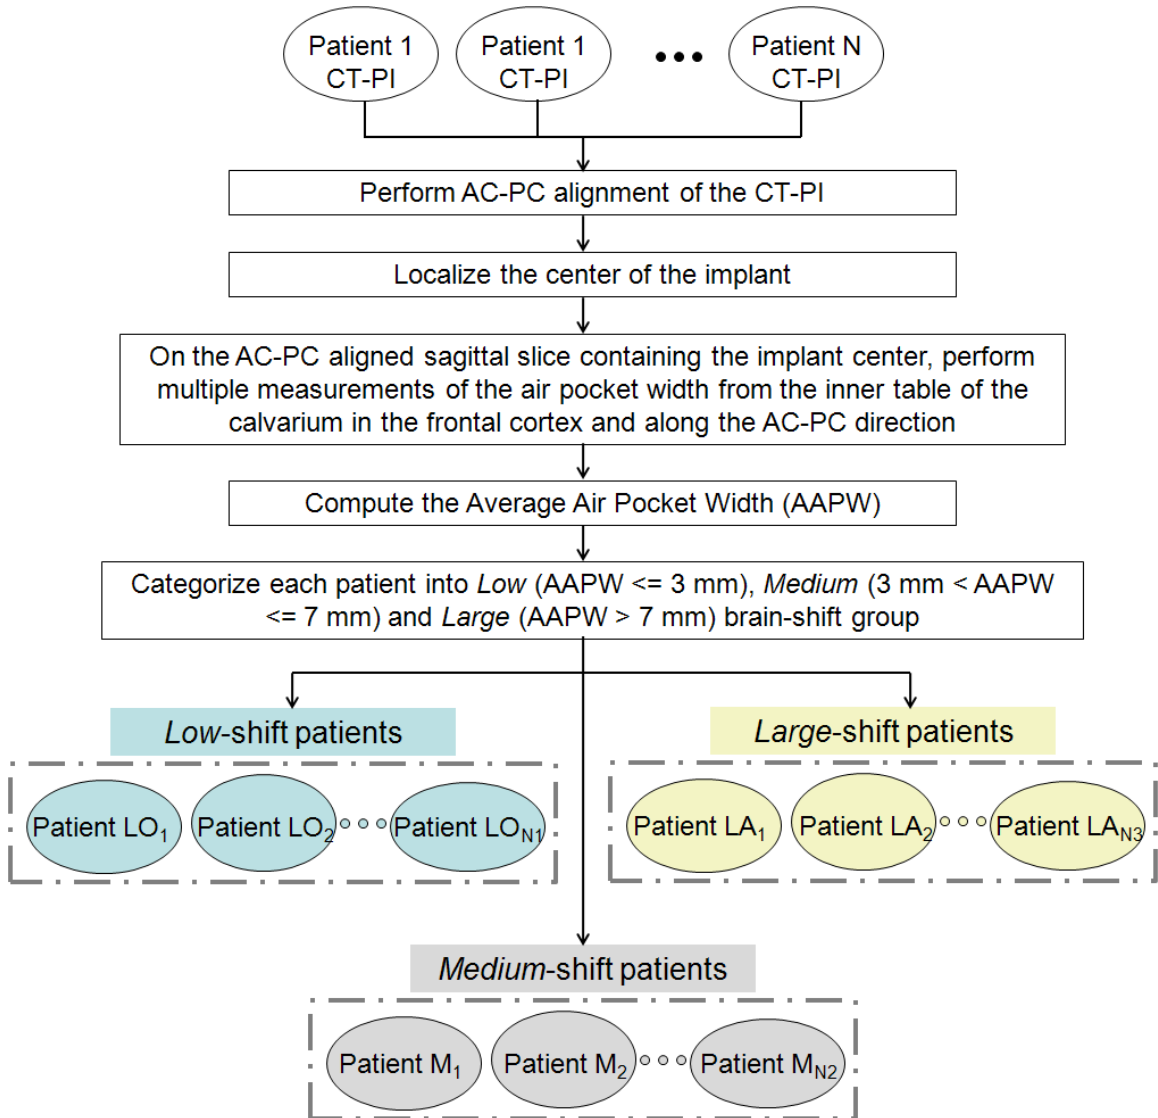 Patient 1
CT-PI
Patient 1
CT-PI
Patient N
CT-PI
Perform AC-PC alignment of the CT-PI
Localize the center of the implant
On the AC-PC aligned sagittal slice containing the implant center, perform
multiple measurements of the air pocket width from the inner table of the
calvarium in the frontal cortex and along the AC-PC direction
Compute the Average Air Pocket Width (AAPW)
Categorize each patient into Low (AAPW <= 3 mm), Medium (3 mm < AAPW
<= 7 mm) and Large (AAPW > 7 mm) brain-shift group
Low-shift patients
Patient LO1
Patient LO2
Patient LON1
Large-shift patients
Patient LA1
Patient LA2
Patient LAN3
Medium-shift patients
Patient M1
Patient M2
Patient MN2